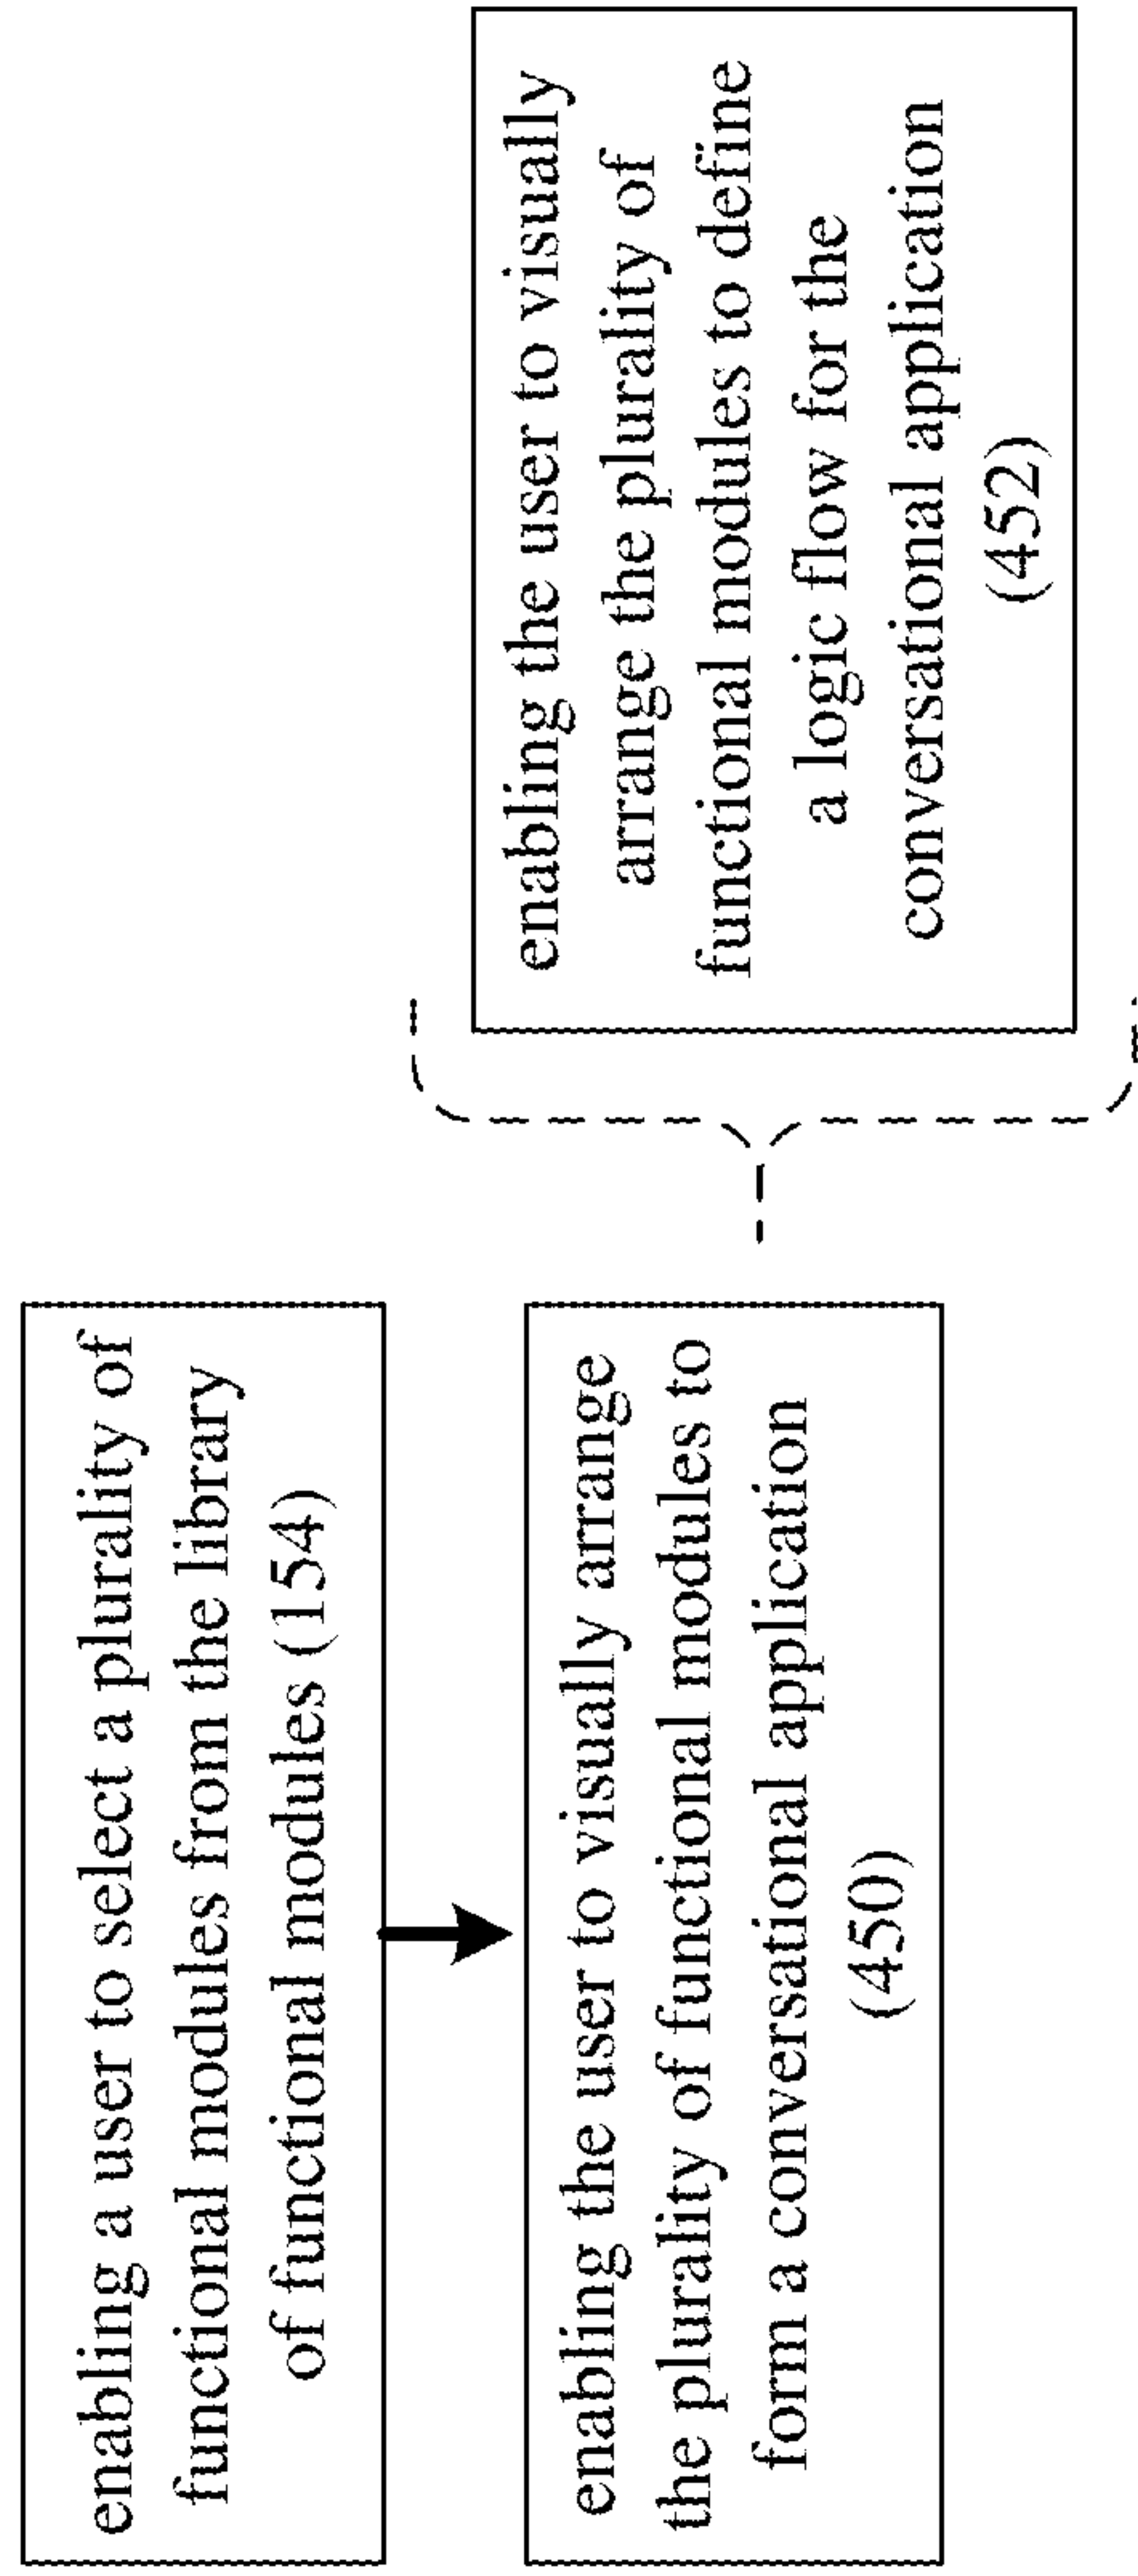 enabling a user to select a plurality of
functional modules from the library
of functional modules (154)
enabling the user to visually arrange
the plurality of functional modules to
form a conversational application
(450)
enabling the user to visually
arrange the plurality of
functional modules to define
a logic flow for the
conversational application
(452)